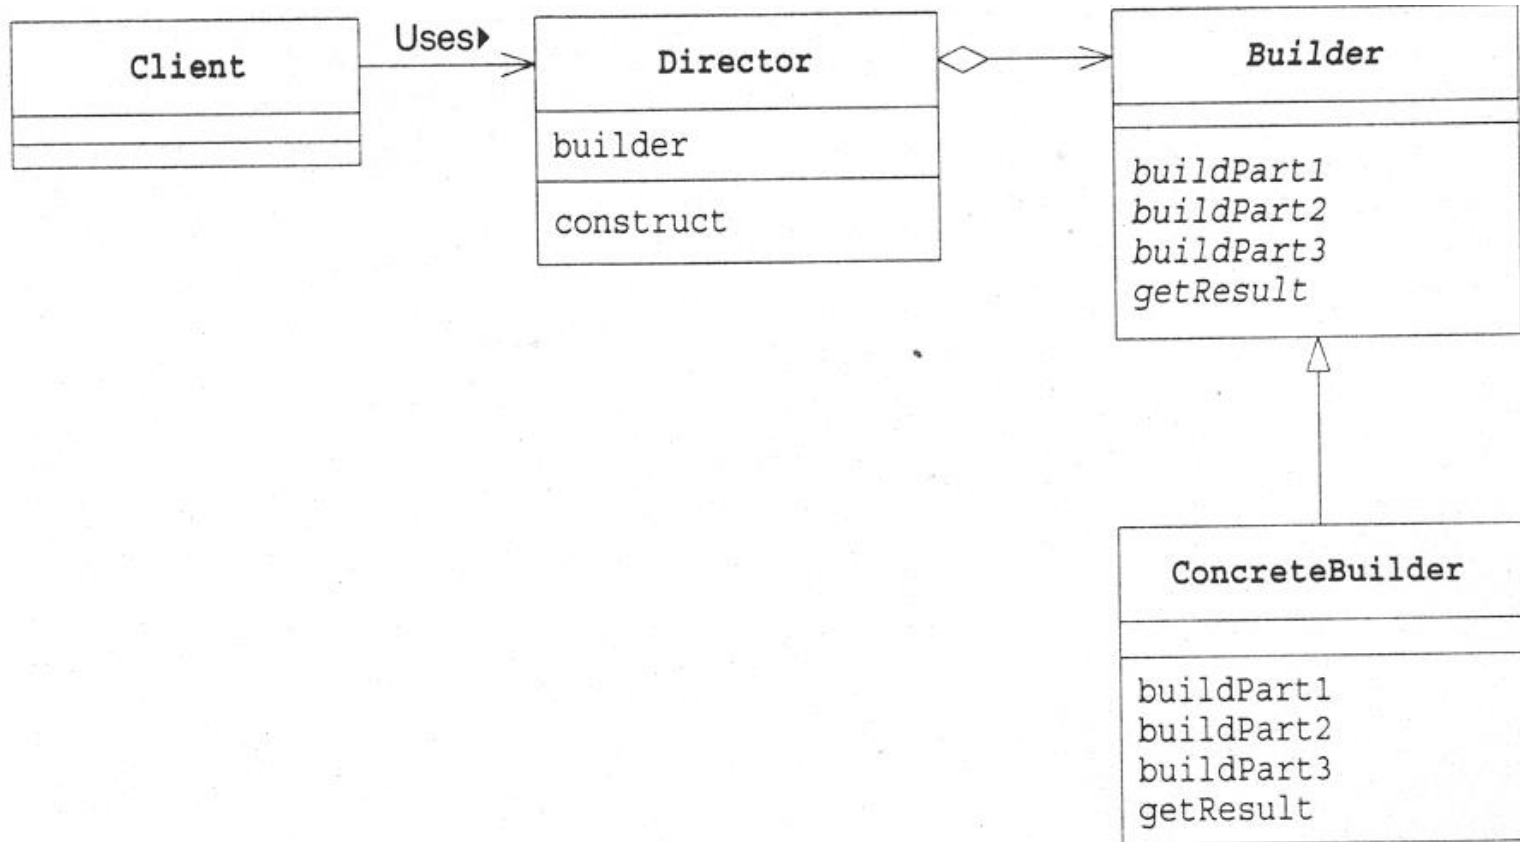 Client
Uses▶
Director
builder
construct
Builder
buildPart1
buildPart2
buildPart3
getResult
ConcreteBuilder
buildPart1
buildPart2
buildPart3
getResult